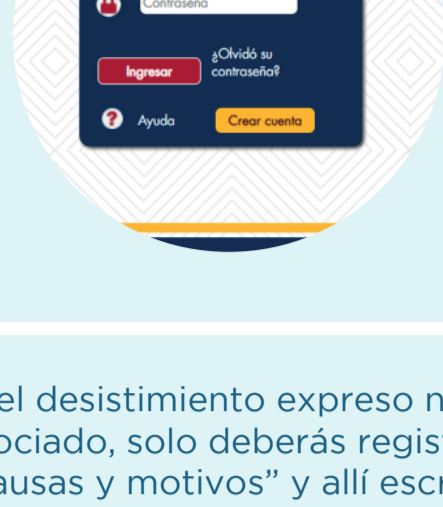 Contraseña
¿Olvidó su
Ingresar contraseña?
? Ayuda Crear cuenta
el desistimiento expreso n
ociado, solo deberás regis
ausas y motivos” y allí escr